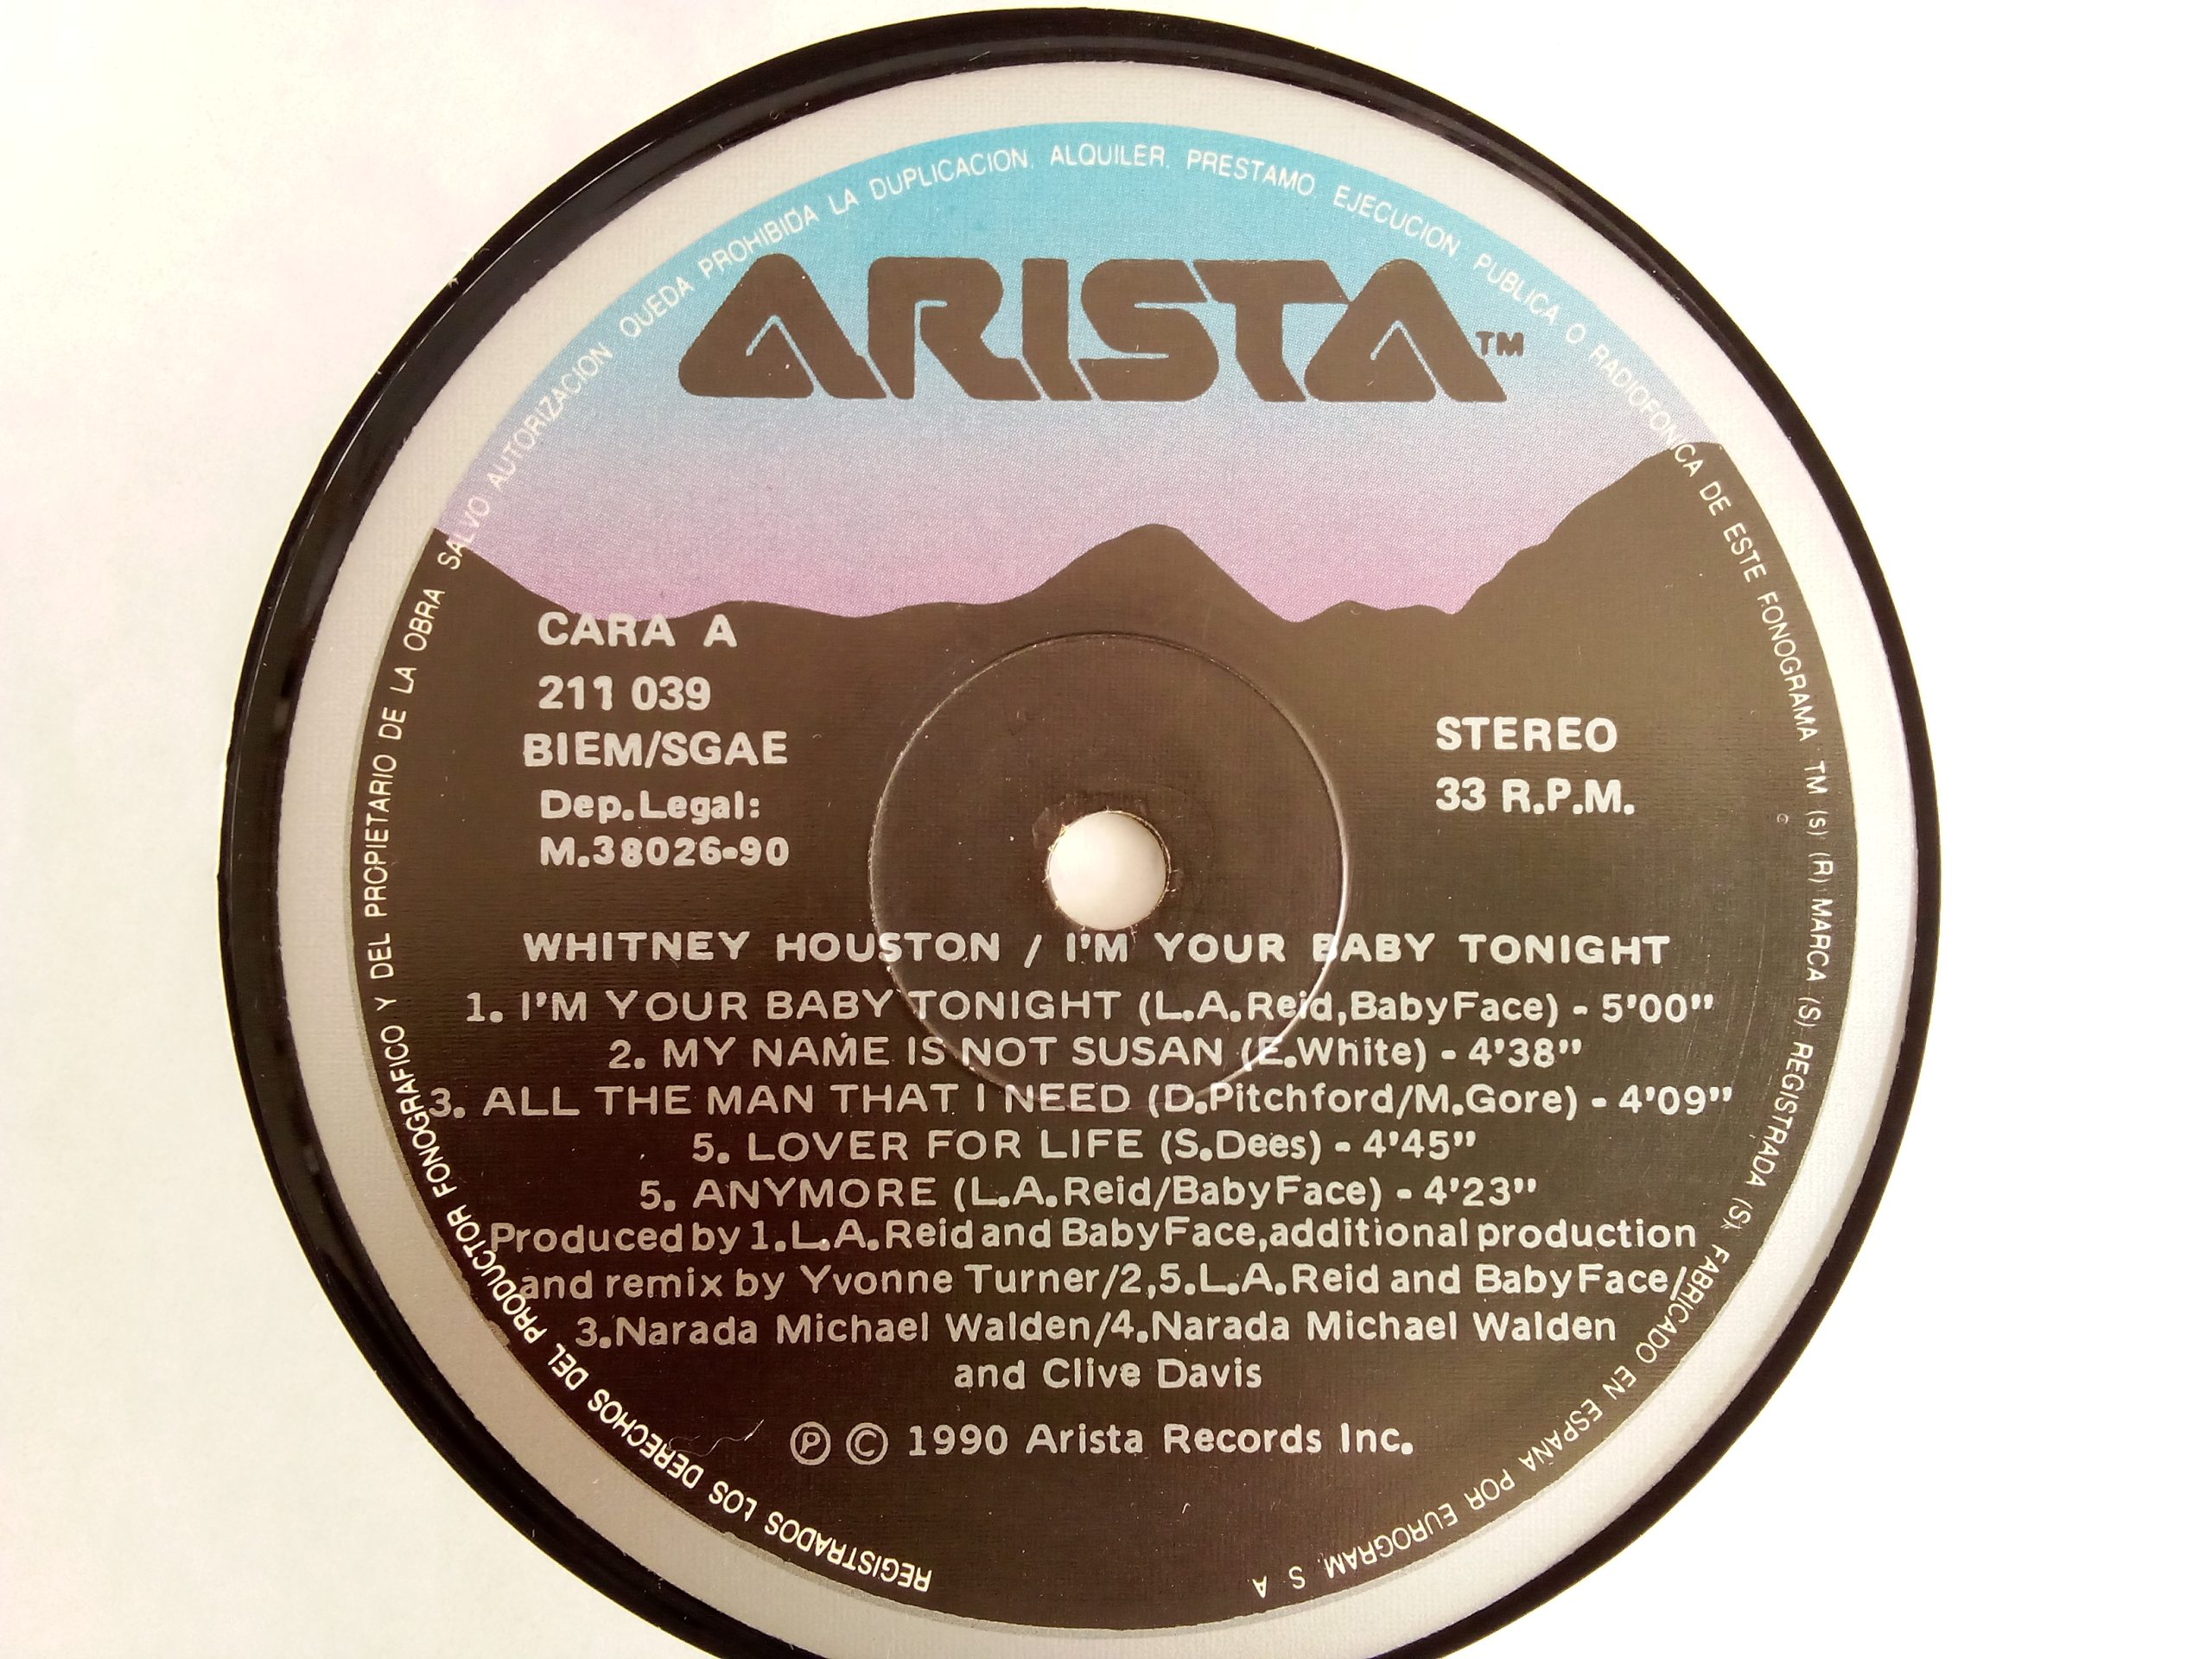 ARISTA™
CARA A
211 039
BIEM/SGAE
Dep.Legal:
M.38026-90
STEREO
33 R.P.M.
WHITNEY HOUSTON / I'M YOUR BABY TONIGHT
1. I'M YOUR BABY TONIGHT (L.A.Reid,BabyFace) - 5'00"
2. MY NAME IS NOT SUSAN (E.White) - 4'38"
3. ALL THE MAN THAT I NEED (D.Pitchford/M.Gore) - 4'09"
5. LOVER FOR LIFE (S.Dees) - 4'45"
5. ANYMORE (L.A.Reid/BabyFace) - 4'23"
Produced by 1.L.A.Reid and BabyFace,additional production
and remix by Yvonne Turner/2,5.L.A.Reid and BabyFace/
3.Narada Michael Walden/4.Narada Michael Walden
and Clive Davis
℗ © 1990 Arista Records Inc.
REGISTRADOS LOS DERECHOS DEL PRODUCTOR FONOGRAFICO Y DEL PROPIETARIO DE LA OBRA SALVO AUTORIZACION QUEDA PROHIBIDA LA DUPLICACION, ALQUILER, PRESTAMO, EJECUCION, PUBLICA O RADIOFONICA DE ESTE FONOGRAMA TM (S) (R) MARCA (S) REGISTRADA (S). FABRICADO EN ESPAÑA POR EUROGRAM, S A